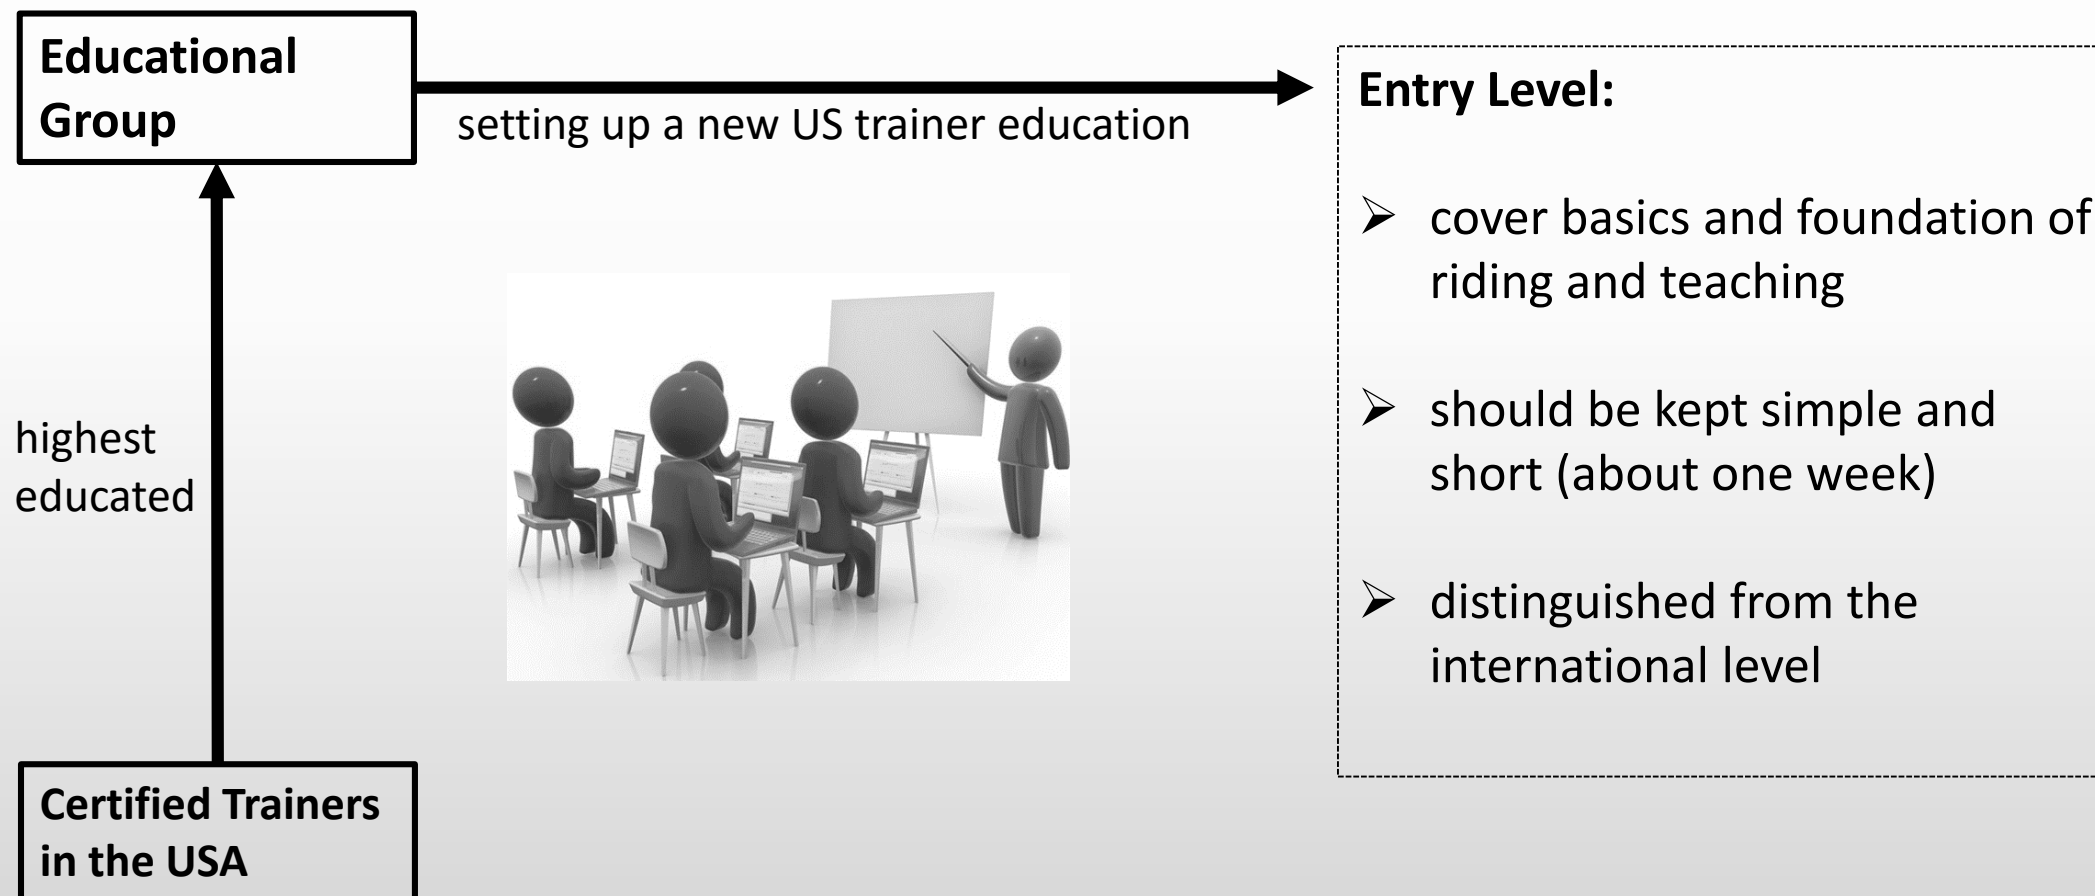 Educational
Group
setting up a new US trainer education
Entry Level:
➢ cover basics and foundation of
riding and teaching
➢ should be kept simple and
short (about one week)
➢ distinguished from the
international level
highest
educated
Certified Trainers
in the USA